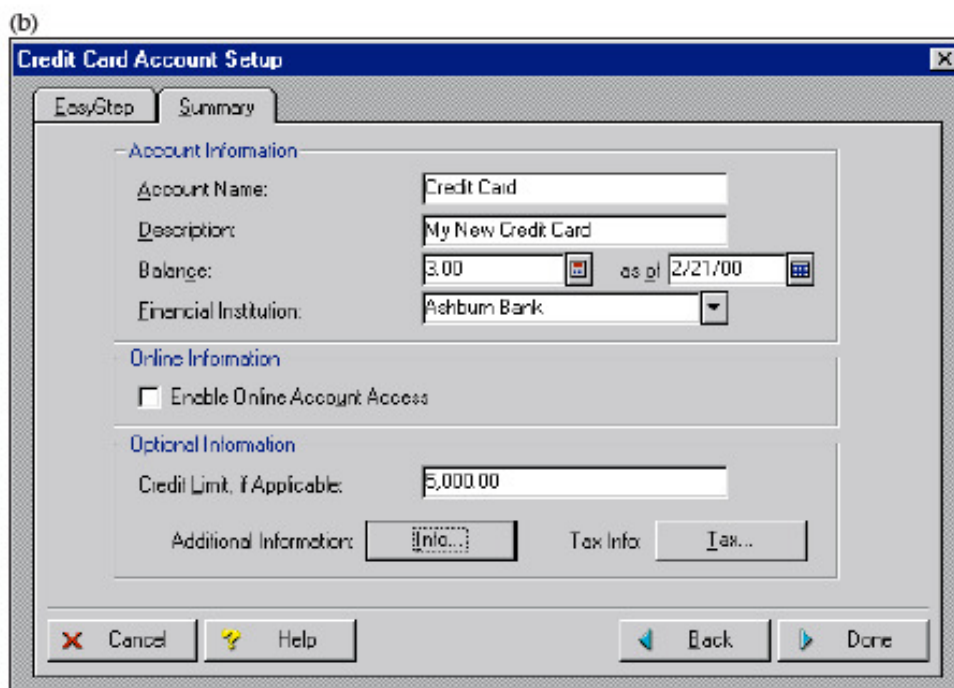 (b)
Credit Card Account Setup
EasyStep Summary
Account Information
Account Name: Credit Card
Description: My New Credit Card
Balance: 3.00 as of 2/21/00
Financial Institution: Ashburn Bank
Online Information
Enable Online Account Access
Optional Information
Credit Limit, if Applicable: 5,000.00
Additional Information: Info... Tax Info: Tax...
Cancel Help Back Done